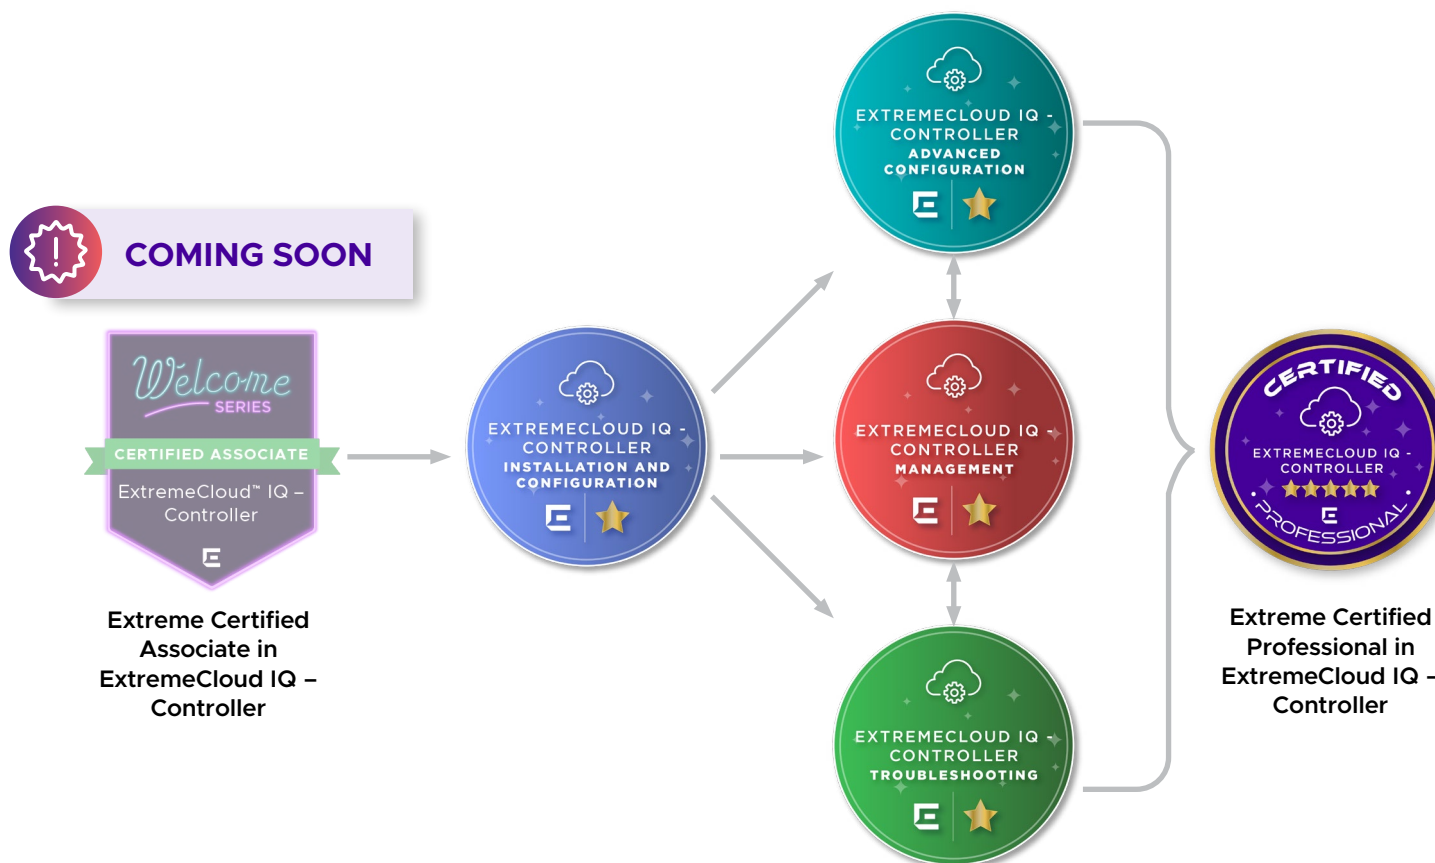 COMING SOON
Welcome
SERIES
CERTIFIED ASSOCIATE
ExtremeCloud™ IQ –
Controller
Extreme Certified
Associate in
ExtremeCloud IQ –
Controller
EXTREMECLOUD IQ -
CONTROLLER
INSTALLATION AND
CONFIGURATION
EXTREMECLOUD IQ -
CONTROLLER
ADVANCED
CONFIGURATION
EXTREMECLOUD IQ -
CONTROLLER
MANAGEMENT
EXTREMECLOUD IQ -
CONTROLLER
TROUBLESHOOTING
CERTIFIED
EXTREMECLOUD IQ -
CONTROLLER
• PROFESSIONAL •
Extreme Certified
Professional in
ExtremeCloud IQ –
Controller